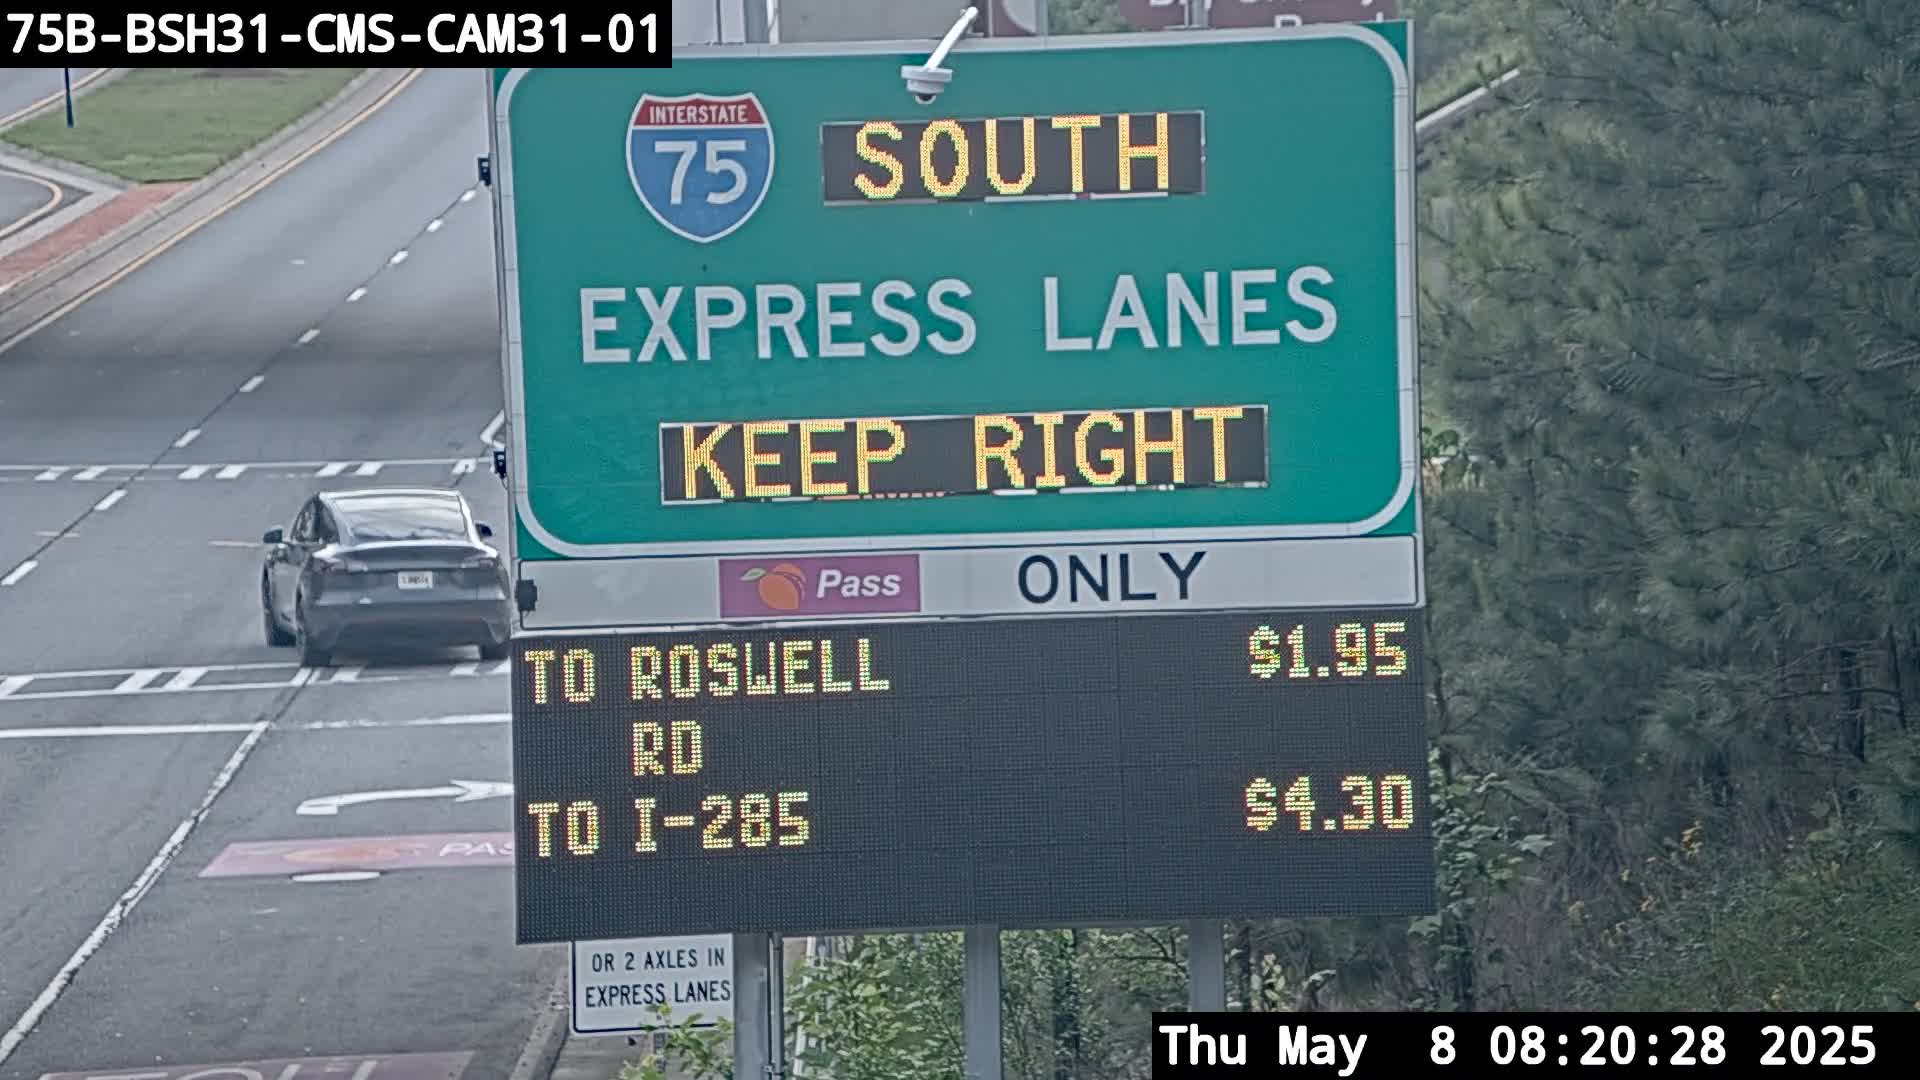 75B-BSH31-CMS-CAM31-01
INTERSTATE
75
SOUTH
EXPRESS LANES
KEEP RIGHT
Pass
ONLY
TO ROSWELL $1.95
RD
TO I-285 $4.30
OR 2 AXLES IN
EXPRESS LANES
Thu May 8 08:20:28 2025